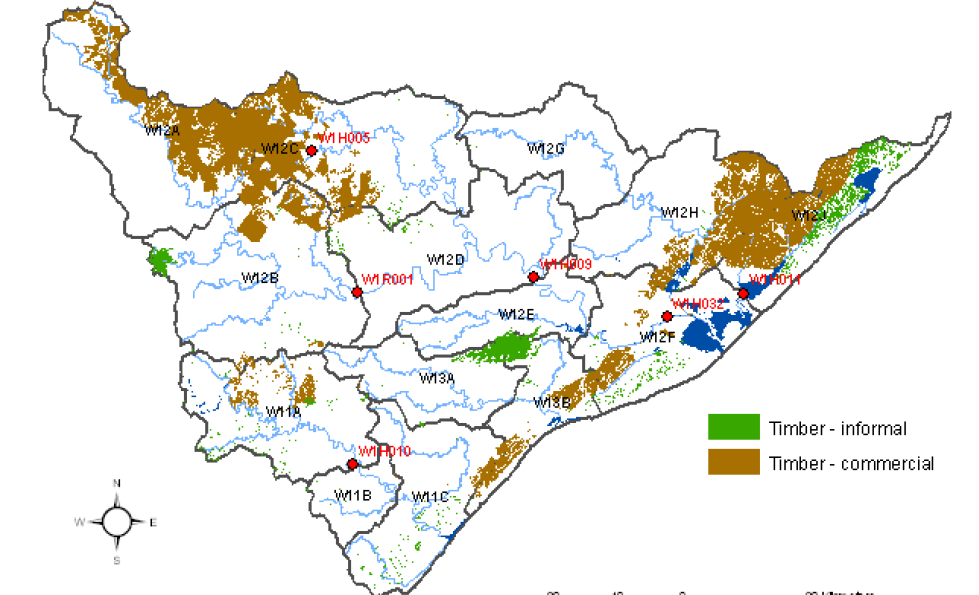 W12A
W1H005
W12C
W12G
W12H
W12J
W12B
W1R001
W12D
W1H009
W1H011
W12E
W1H032
W12F
W13A
W13B
W11A
W1H010
W11B
W11C
Timber - informal
Timber - commercial
N
W E
S